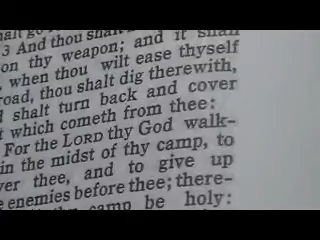 3 And thou shalt
on thy weapon; and it shall
, when thou wilt ease thyself
road, thou shalt dig therewith,
shalt turn back and cover
which cometh from thee:
For the LORD thy God walk-
in the midst of thy camp, to
ver thee, and to give up
e enemies before thee; there-
camp be holy: